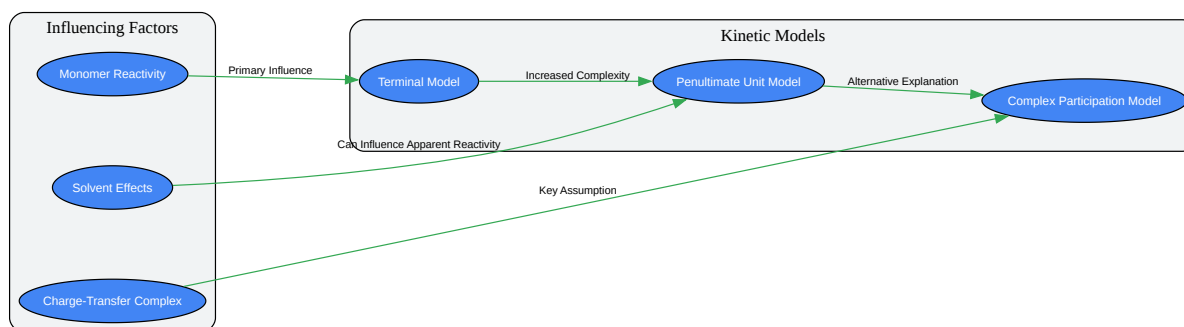 Influencing Factors
Kinetic Models
Monomer Reactivity
Primary Influence
Terminal Model
Increased Complexity
Penultimate Unit Model
Alternative Explanation
Complex Participation Model
Can Influence Apparent Reactivity
Solvent Effects
Key Assumption
Charge-Transfer Complex